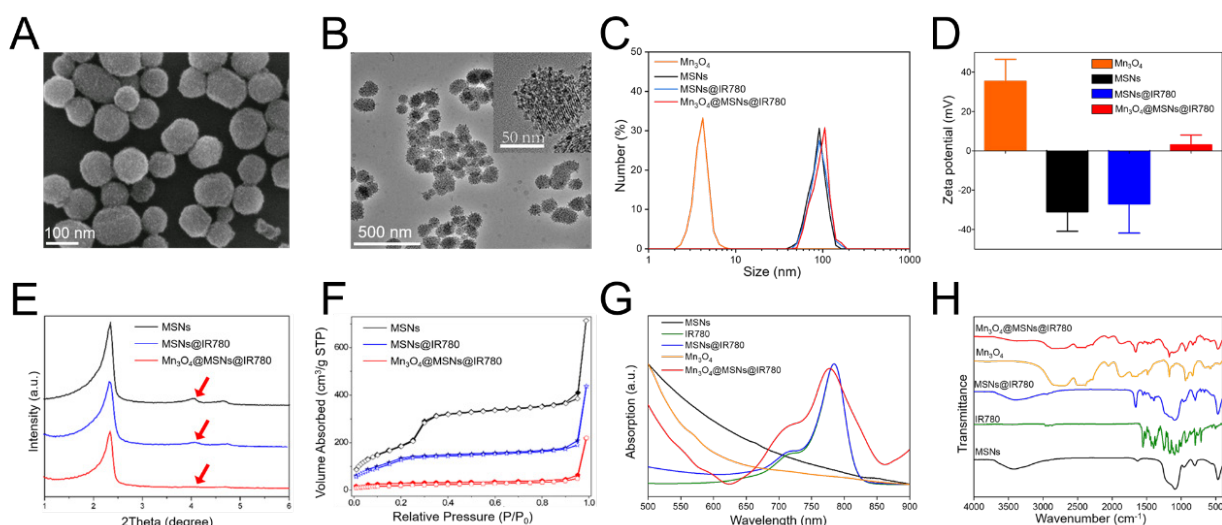 A
100 nm
B
50 nm
500 nm
C
Mn₃O₄
MSNs
MSNs@IR780
Mn₃O₄@MSNs@IR780
50
40
30
20
10
0
Number (%)
1
10
100
1000
Size (nm)
D
Mn₃O₄
MSNs
MSNs@IR780
Mn₃O₄@MSNs@IR780
40
20
0
-20
-40
Zeta potential (mV)
E
MSNs
MSNs@IR780
Mn₃O₄@MSNs@IR780
Intensity (a.u.)
1
2
3
4
5
6
2Theta (degree)
F
MSNs
MSNs@IR780
Mn₃O₄@MSNs@IR780
600
400
200
0
Volume Absorbed (cm³/g STP)
0.0
0.2
0.4
0.6
0.8
1.0
Relative Pressure (P/P₀)
G
MSNs
IR780
MSNs@IR780
Mn₃O₄
Mn₃O₄@MSNs@IR780
Absorption (a.u.)
500
550
600
650
700
750
800
850
900
Wavelength (nm)
H
Mn₃O₄@MSNs@IR780
Mn₃O₄
MSNs@IR780
IR780
MSNs
Transmittance
4000
3500
3000
2500
2000
1500
1000
500
Wavenumber (cm⁻¹)